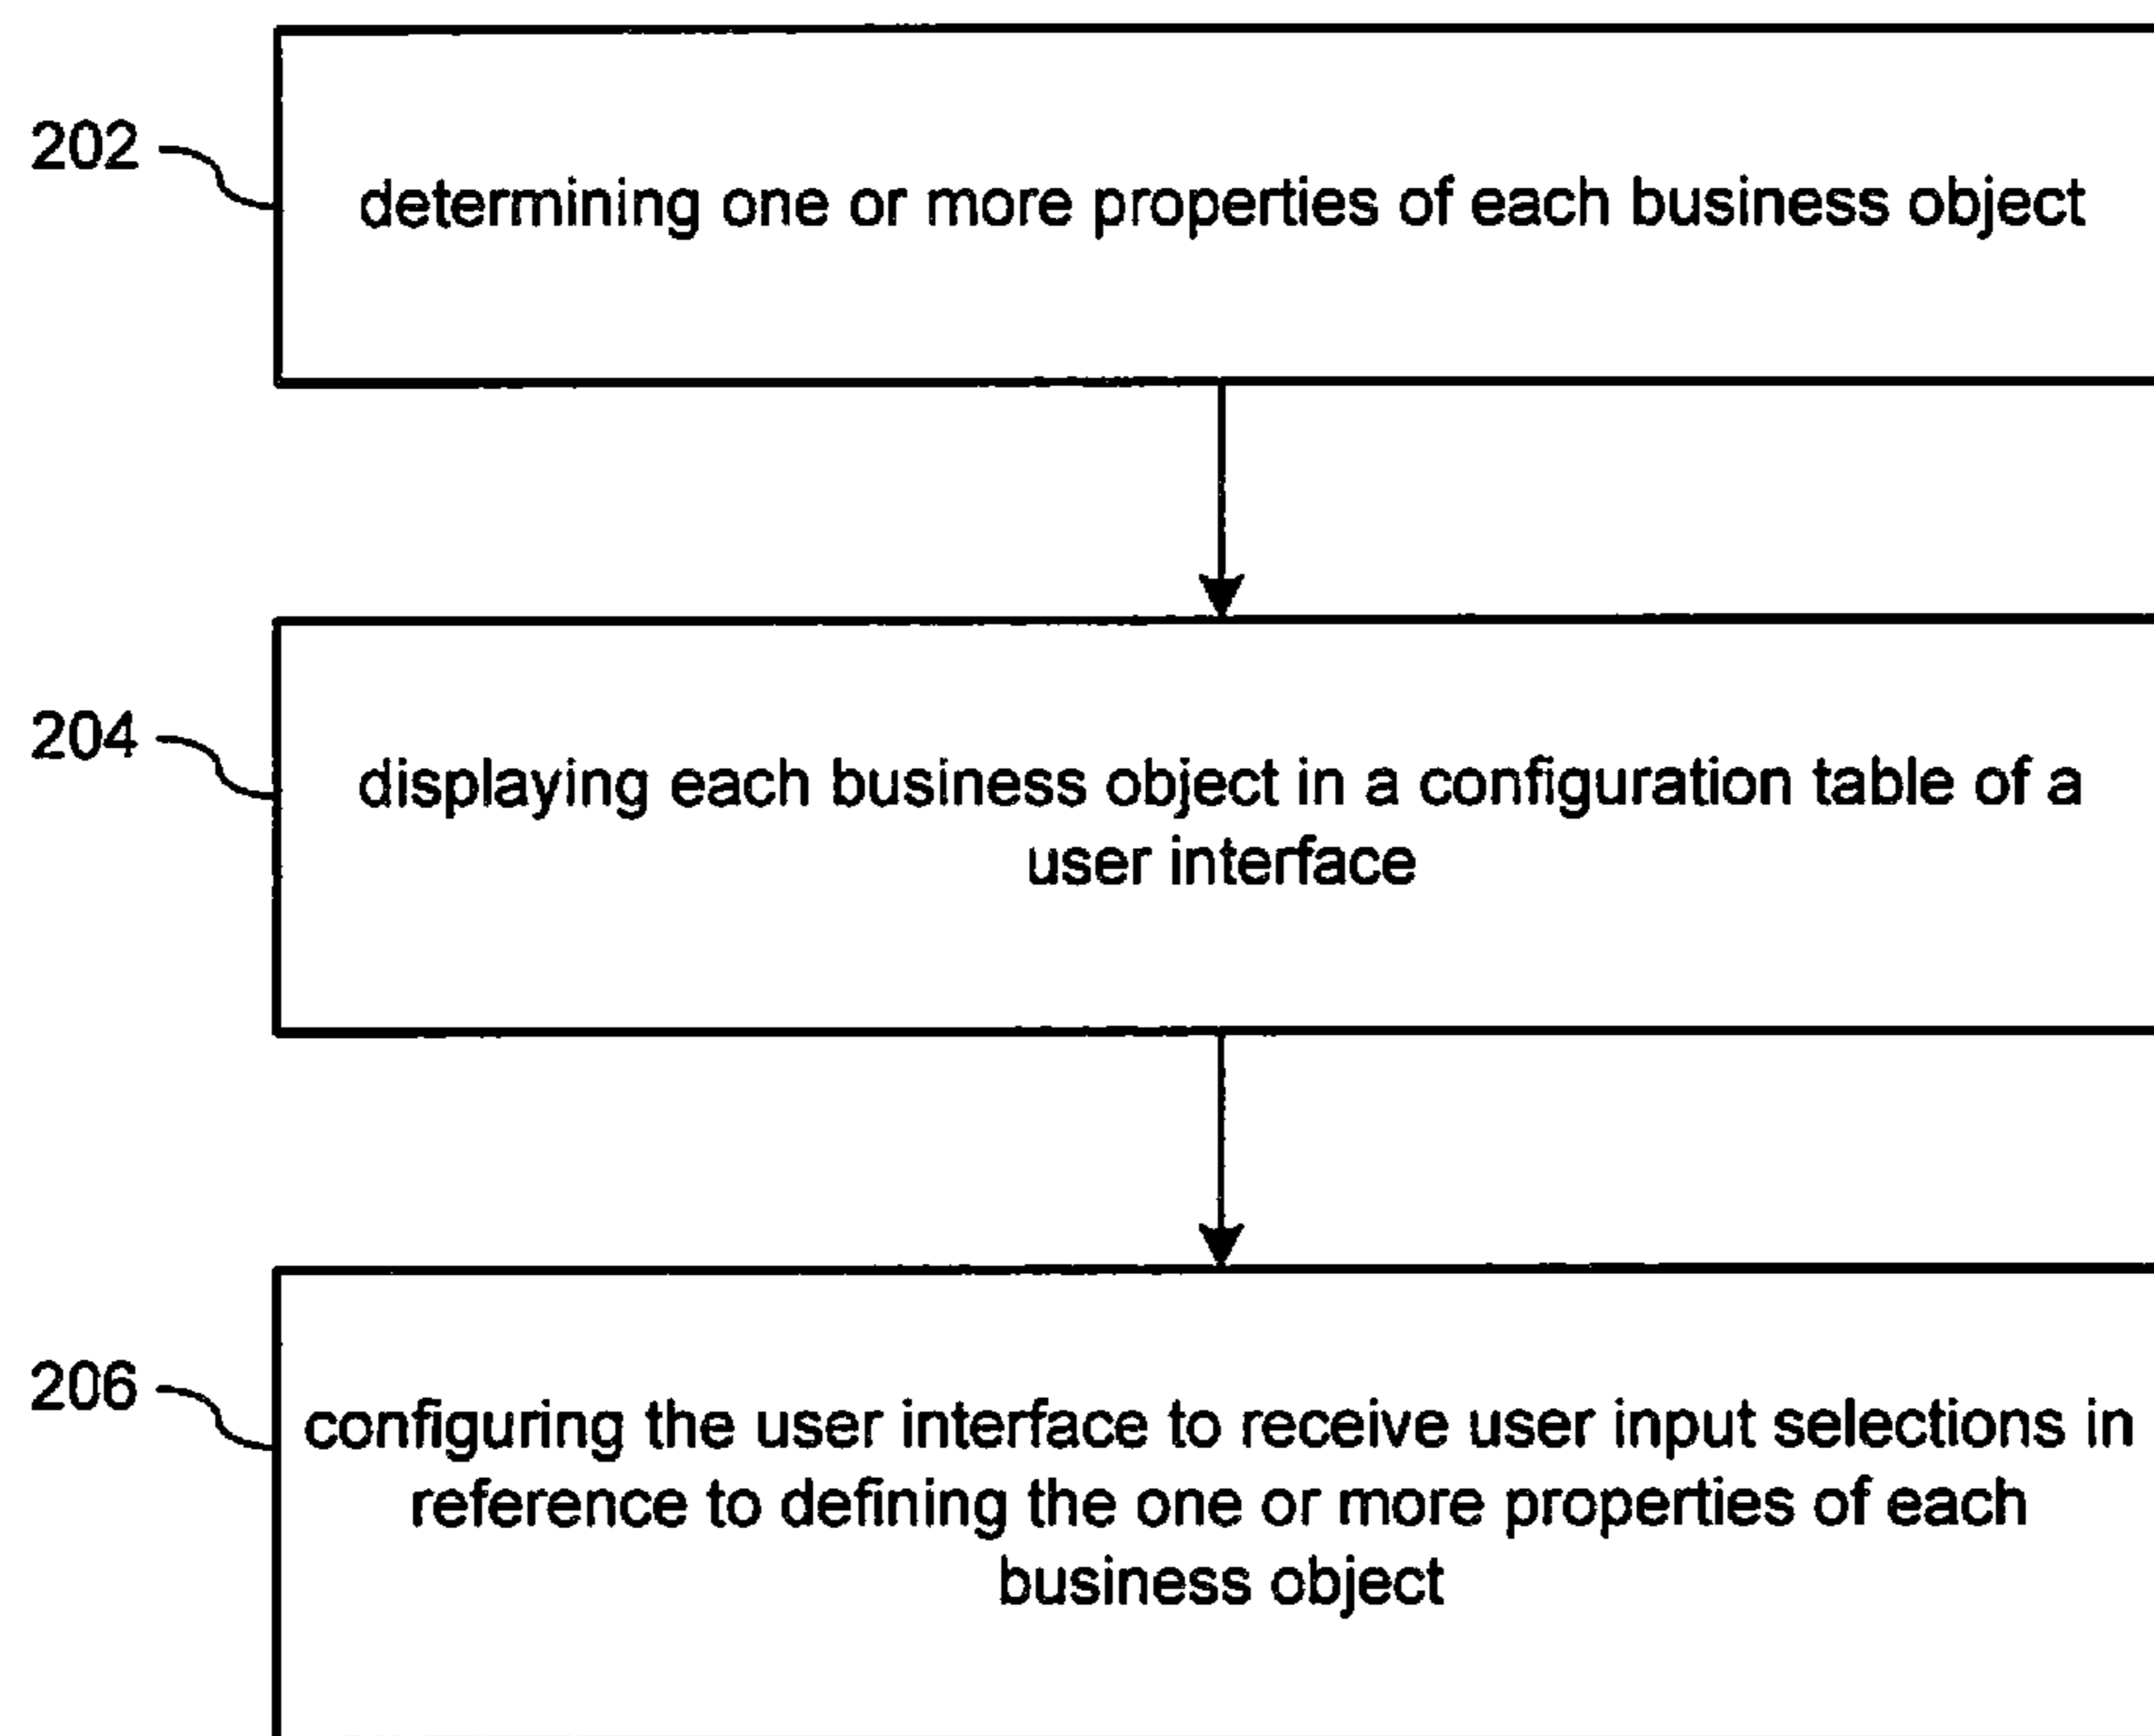 202
determining one or more properties of each business object
204
displaying each business object in a configuration table of a
user interface
206
configuring the user interface to receive user input selections in
reference to defining the one or more properties of each
business object